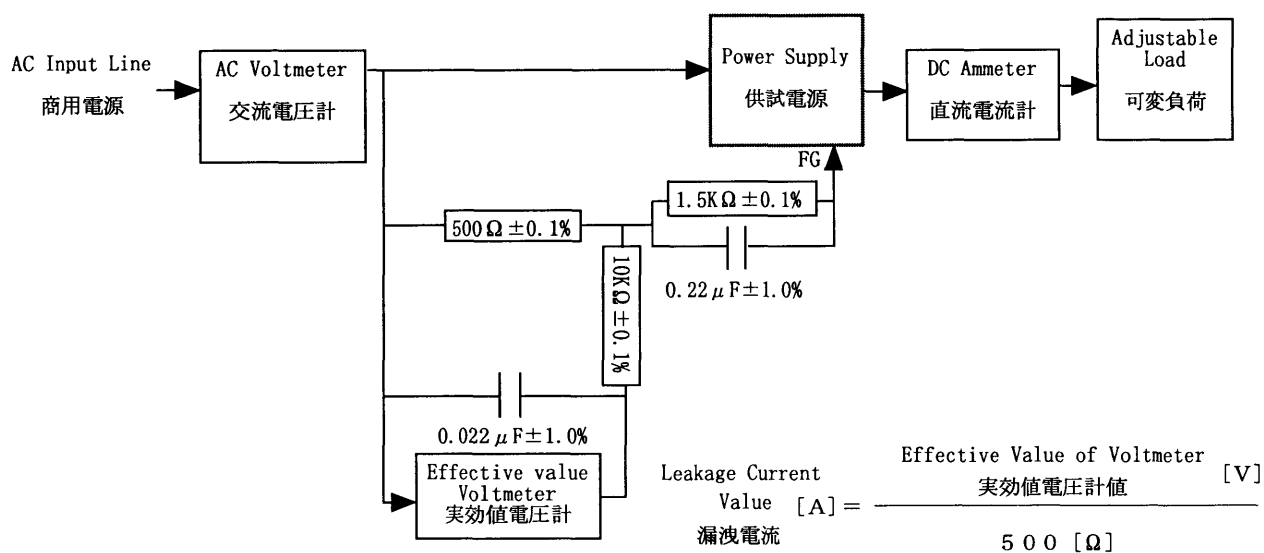 AC Input Line
商用電源
AC Voltmeter
交流電圧計
Power Supply
供試電源
DC Ammeter
直流電流計
Adjustable
Load
可変負荷
FG
1.5KΩ±0.1%
500Ω±0.1%
0.22μF±1.0%
10KΩ±0.1%
0.022μF±1.0%
Effective value
Voltmeter
実効値電圧計
Leakage Current
Value [A]=
漏洩電流
Effective Value of Voltmeter
実効値電圧計値 [V]
500 [Ω]